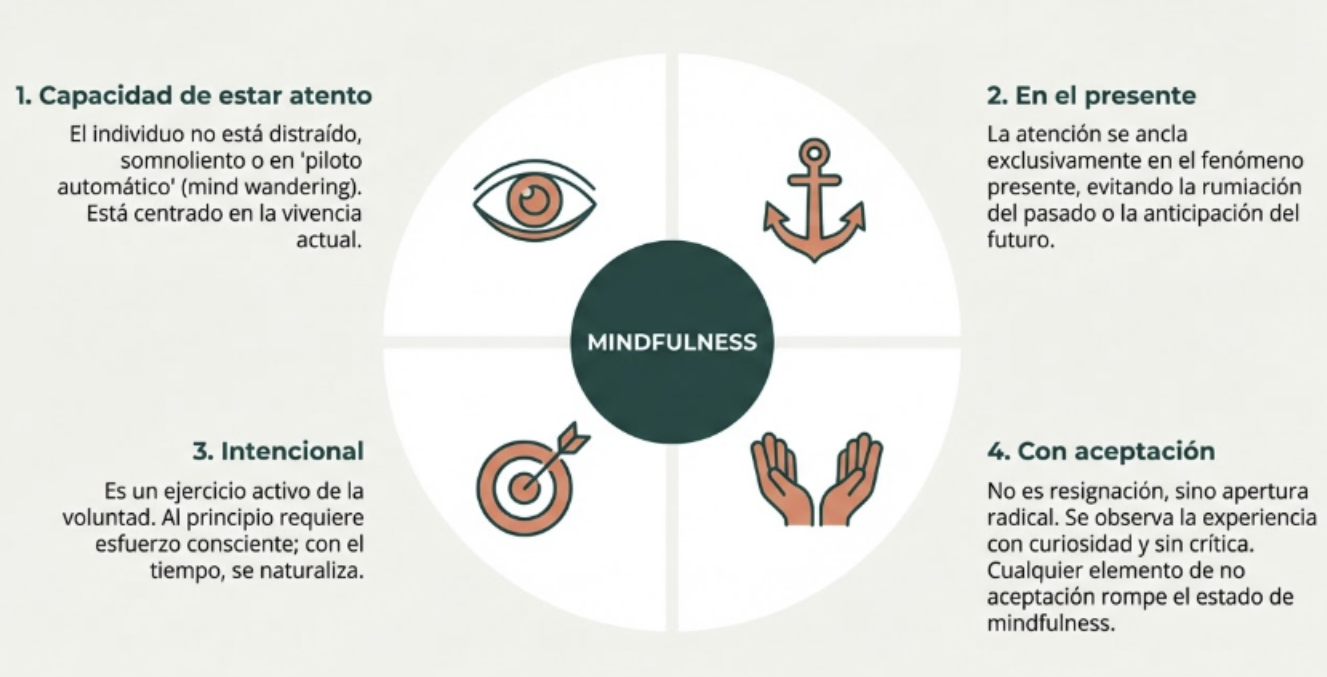 1. Capacidad de estar atento
El individuo no está distraído,
somnoliento o en 'piloto
automático' (mind wandering).
Está centrado en la vivencia
actual.
2. En el presente
La atención se ancla
exclusivamente en el fenómeno
presente, evitando la rumiación
del pasado o la anticipación del
futuro.
MINDFULNESS
3. Intencional
Es un ejercicio activo de la
voluntad. Al principio requiere
esfuerzo consciente; con el
tiempo, se naturaliza.
4. Con aceptación
No es resignación, sino apertura
radical. Se observa la experiencia
con curiosidad y sin crítica.
Cualquier elemento de no
aceptación rompe el estado de
mindfulness.